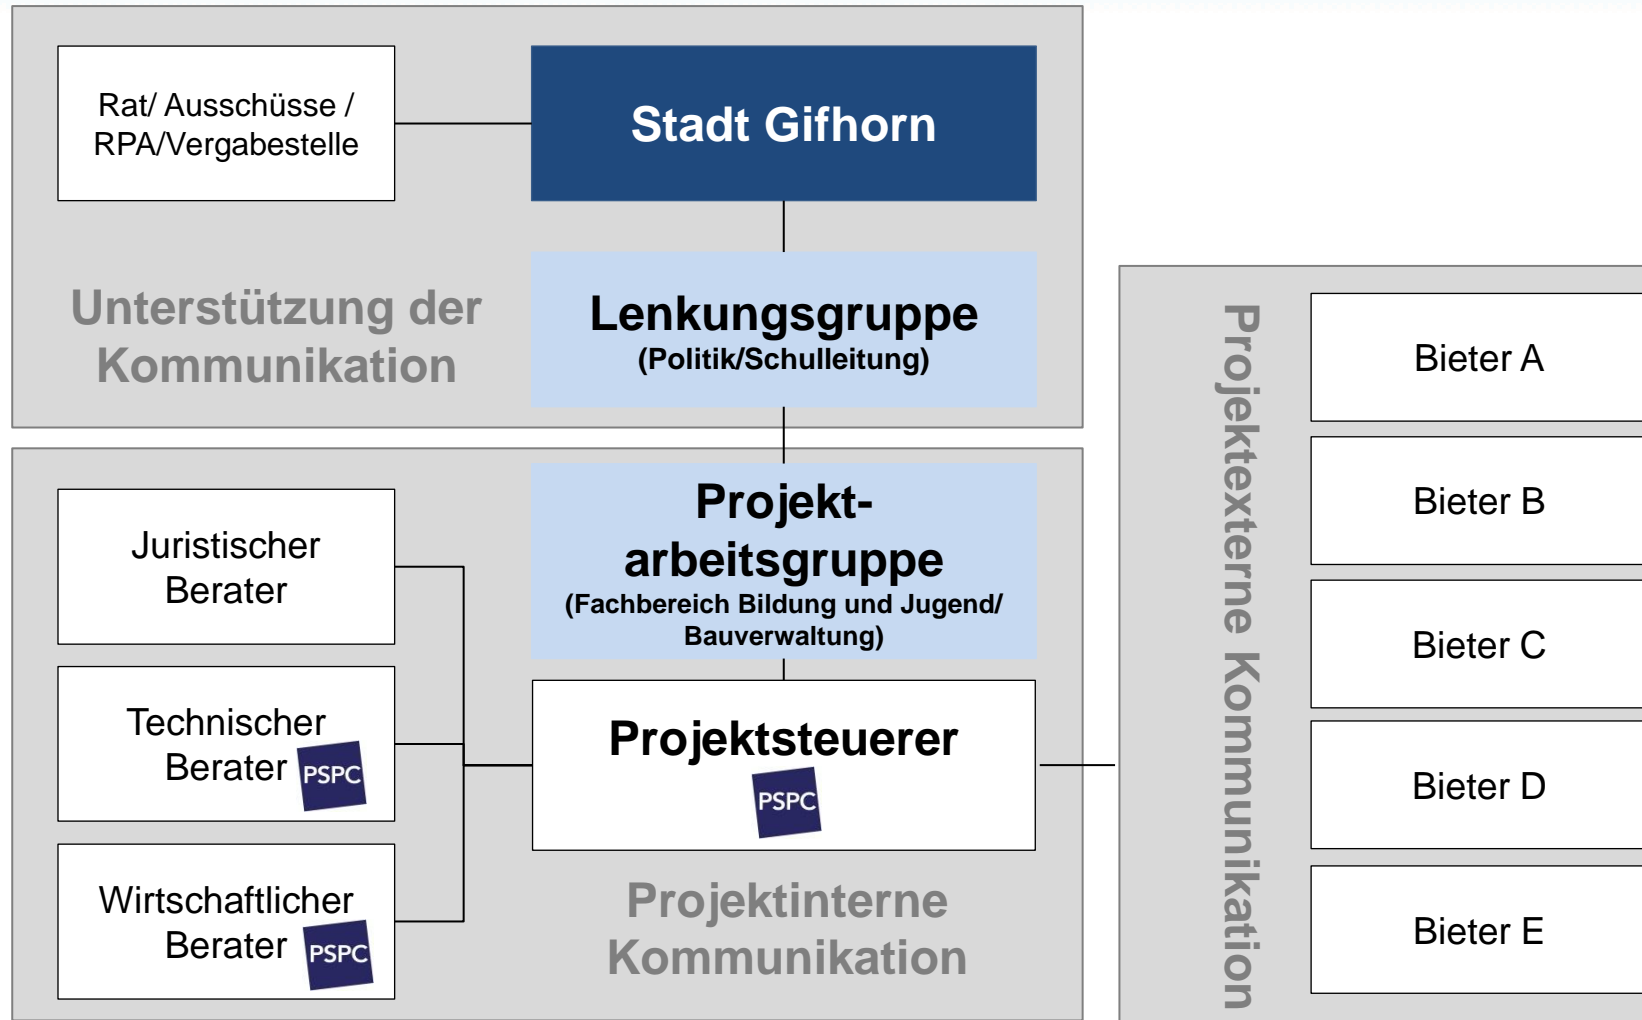 Rat/ Ausschüsse /
RPA/Vergabestelle
Stadt Gifhorn
Unterstützung der
Kommunikation
Lenkungsgruppe
(Politik/Schulleitung)
Juristischer
Berater
Technischer
Berater PSPC
Wirtschaftlicher
Berater PSPC
Projekt-
arbeitsgruppe
(Fachbereich Bildung und Jugend/
Bauverwaltung)
Projektsteuerer
PSPC
Projektinterne
Kommunikation
Projektexterne Kommunikation
Bieter A
Bieter B
Bieter C
Bieter D
Bieter E